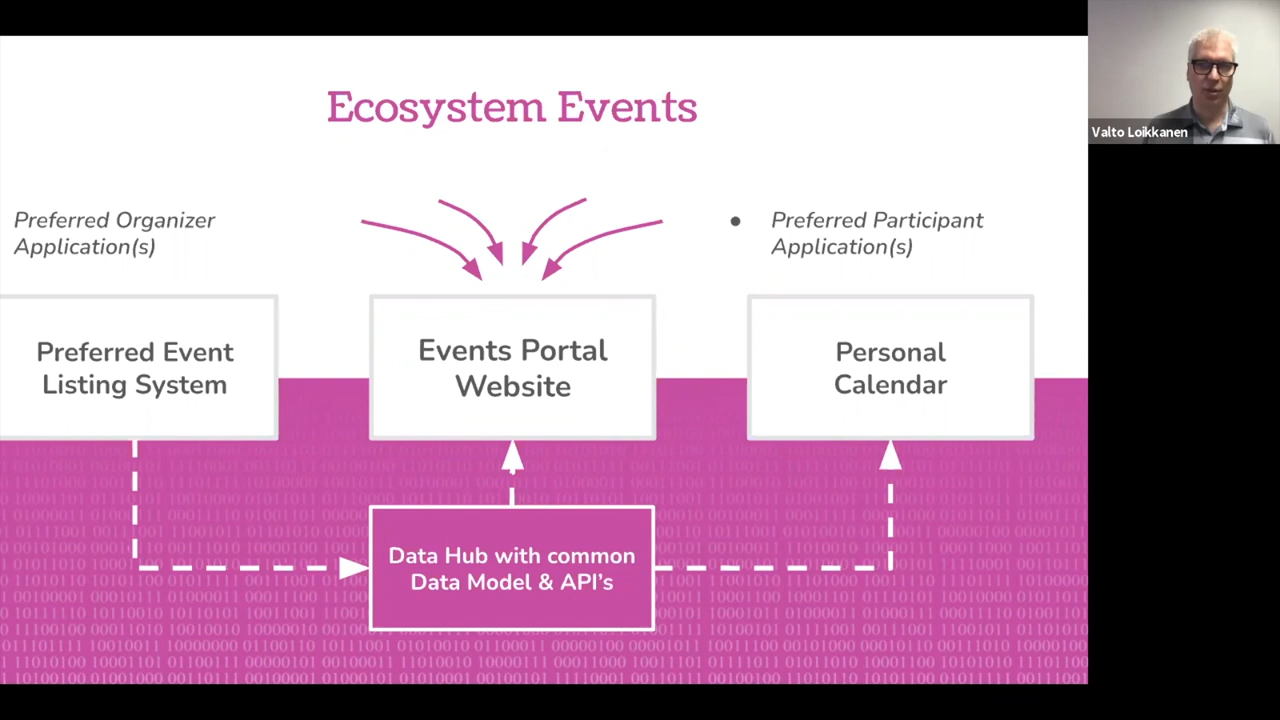 Ecosystem Events
Valto Loikkanen
Preferred Organizer
Application(s)
● Preferred Participant
Application(s)
Preferred Event
Listing System
Events Portal
Website
Personal
Calendar
Data Hub with common
Data Model & API's